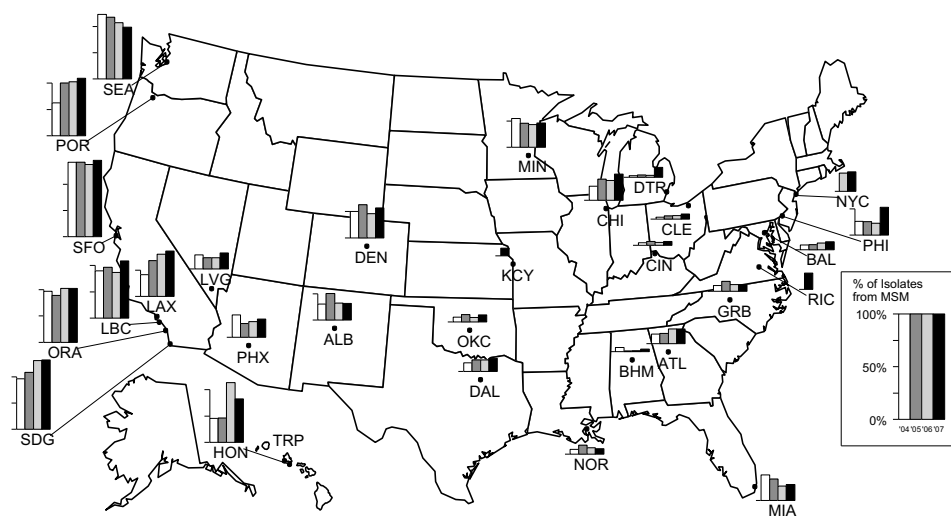 SEA
POR
SFO
LBC
LAX
ORA
SDG
LVG
PHX
DEN
ALB
HON
TRP
MIN
KCY
OKC
DAL
NOR
CHI
DTR
CLE
CIN
BHM
ATL
GRB
RIC
BAL
PHI
NYC
MIA
% of Isolates
from MSM
100%
50%
0%
'04 '05 '06 '07